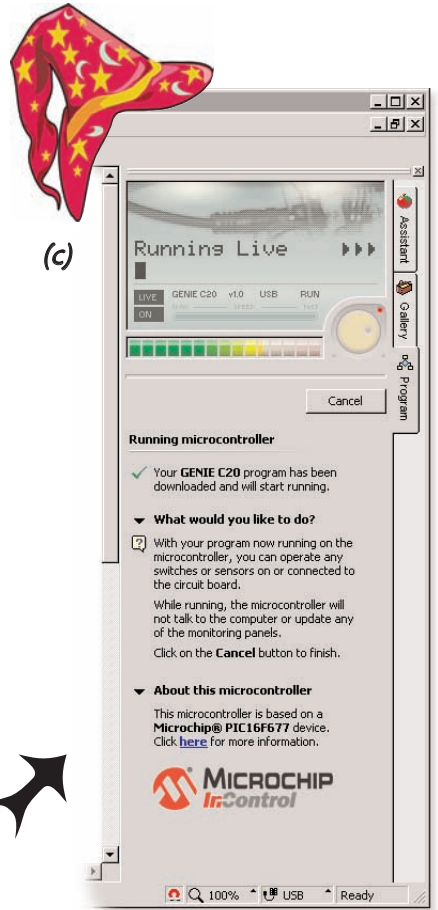 (c)
Running Live
LIVE GENIE C20 v1.0 USB RUN
ON
Assistant
Gallery
Program
Cancel
Running microcontroller
Your GENIE C20 program has been
downloaded and will start running.
What would you like to do?
With your program now running on the
microcontroller, you can operate any
switches or sensors on or connected to
the circuit board.
While running, the microcontroller will
not talk to the computer or update any
of the monitoring panels.
Click on the Cancel button to finish.
About this microcontroller
This microcontroller is based on a
Microchip® PIC16F677 device.
Click here for more information.
MICROCHIP
InControl
100% USB Ready